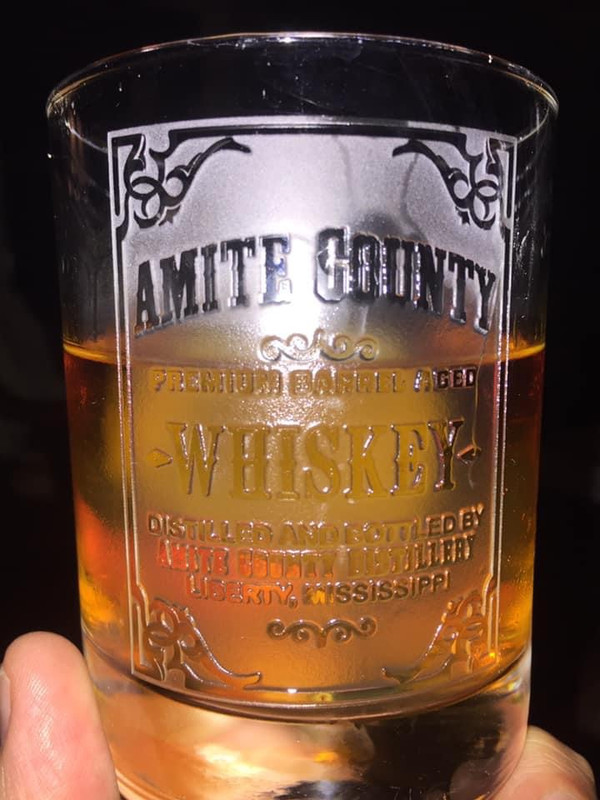 AMITE COUNTY
PREMIUM BARREL AGED
WHISKEY
DISTILLED AND BOTTLED BY
AMITE COUNTY DISTILLERY
LIBERTY, MISSISSIPPI